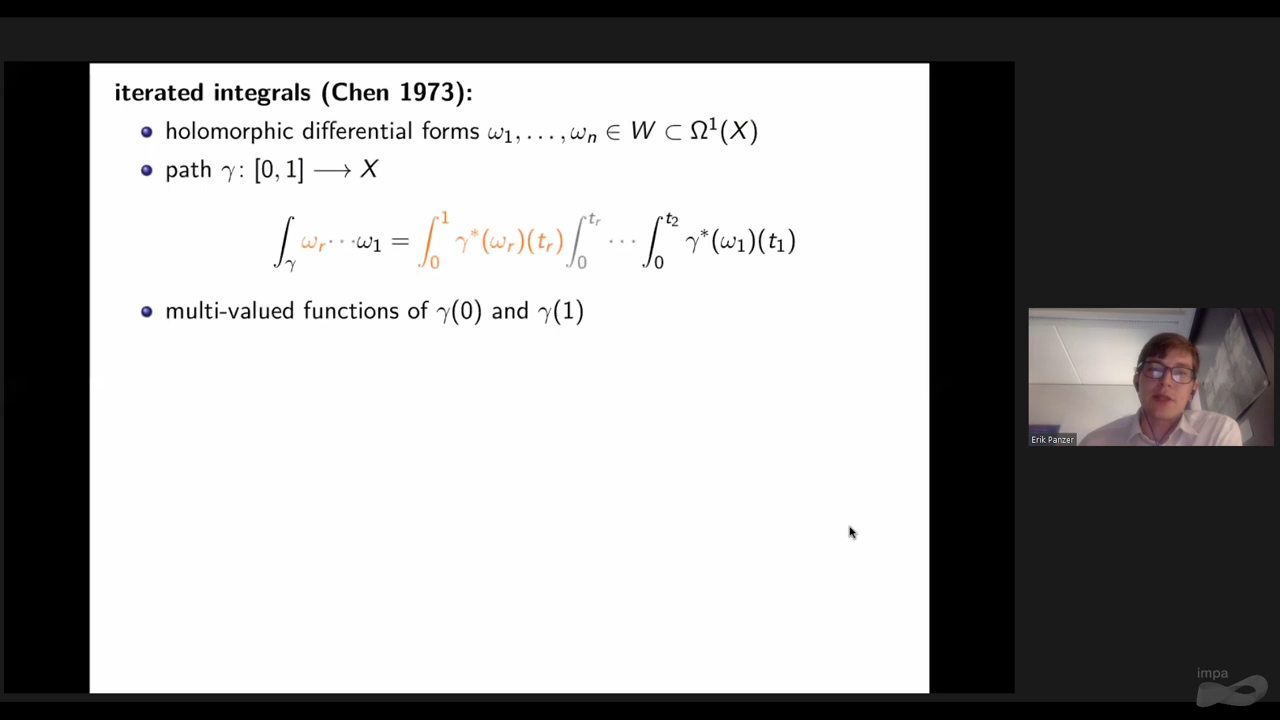 iterated integrals (Chen 1973):
holomorphic differential forms ω₁, . . . , ωₙ ∈ W ⊂ Ω¹(X)
path γ: [0, 1] ⟶ X
∫_γ ω_r ⋯ ω₁ = ∫₀¹ γ*(ω_r)(t_r) ∫₀^{t_r} ⋯ ∫₀^{t₂} γ*(ω₁)(t₁)
multi-valued functions of γ(0) and γ(1)
Erik Panzer
impa